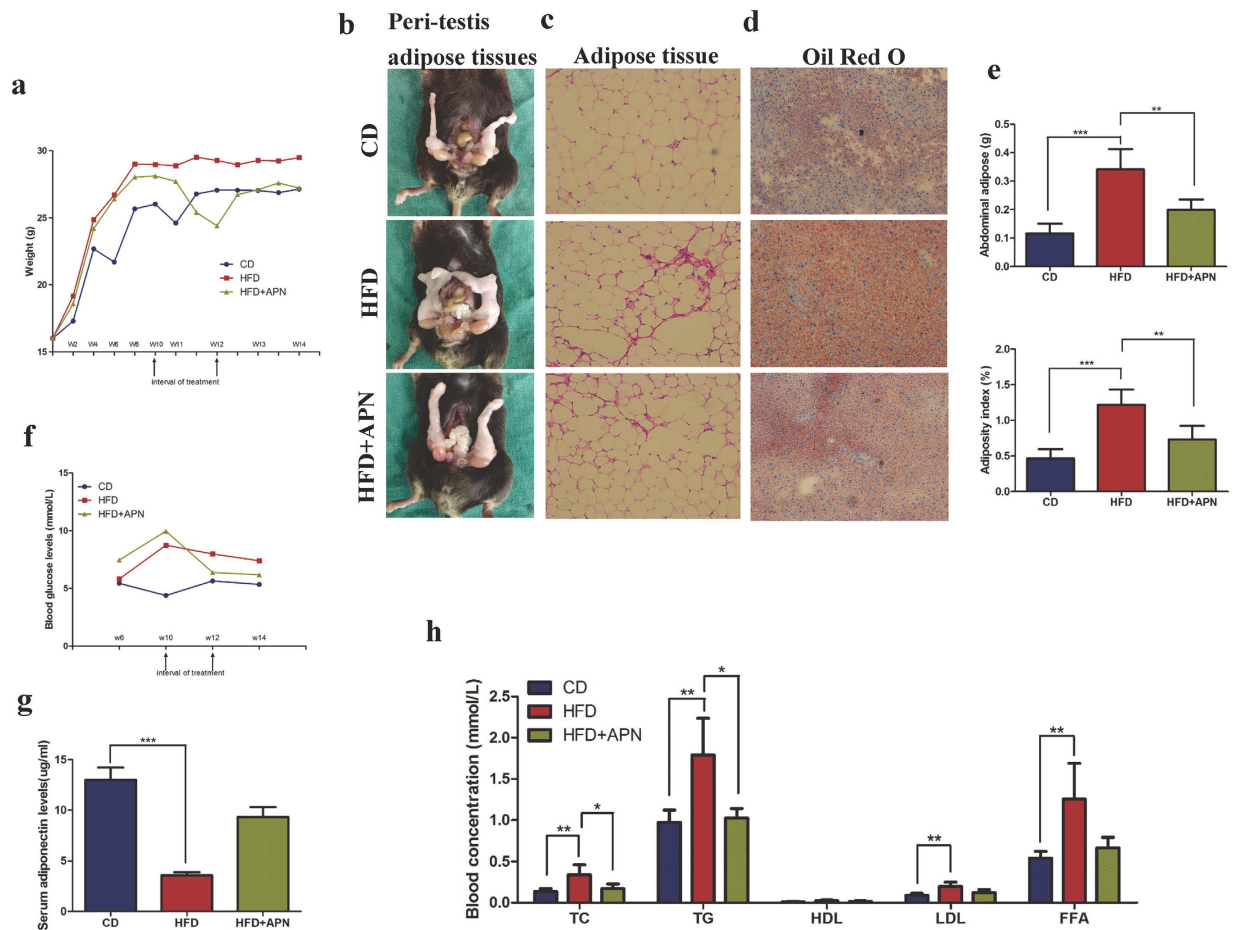 a
30
25
20
15
Weight (g)
CD
HFD
HFD+APN
W2 W4 W6 W8 W10 W11 W12 W13 W14
interval of treatment
b
Peri-testis
adipose tissues
c
Adipose tissue
d
Oil Red O
CD
HFD
HFD+APN
e
Abdominal adipose (g)
0.5
0.4
0.3
0.2
0.1
0.0
***
**
CD HFD HFD+APN
Adiposity index (%)
2.0
1.5
1.0
0.5
0.0
***
**
CD HFD HFD+APN
f
CD
HFD
HFD+APN
Blood glucose levels (mmol/L)
15
10
5
0
w6 w10 w12 w14
interval of treatment
g
Serum adiponectin levels(ug/ml)
15
10
5
0
***
CD HFD HFD+APN
h
Blood concentration (mmol/L)
2.5
2.0
1.5
1.0
0.5
0.0
CD
HFD
HFD+APN
** *
** *
**
**
TC TG HDL LDL FFA